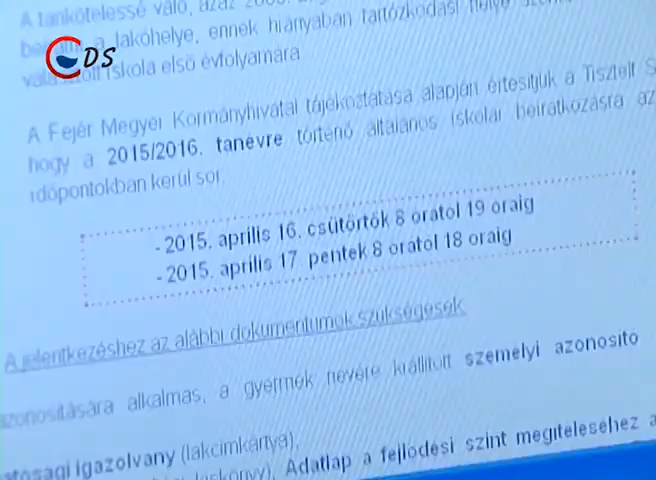 A tankötelessé váló, azaz
lakóhelye, ennek hiányában tartózkodási helye
iskola első évfolyamára
CDS
A Fejér Megyei Kormányhivatal tájékoztatása alapján értesítjük a Tisztelt
hogy a 2015/2016. tanévre történő általános iskolai beiratkozásra az
időpontokban kerül sor.
- 2015. április 16. csütörtök 8 órától 19 óráig
- 2015. április 17 péntek 8 órától 18 óráig
A jelentkezéshez az alábbi dokumentumok szükségesek
azonosítására alkalmas, a gyermek nevére kiállított személyi azonosító
igazolvány (lakcímkártya),
Adatlap a fejlődési szint megítéléséhez a